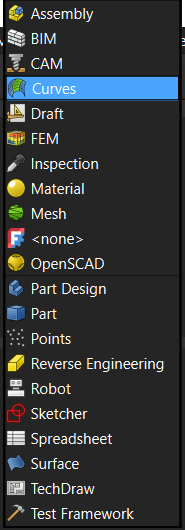 Assembly
BIM
CAM
Curves
Draft
FEM
Inspection
Material
Mesh
<none>
OpenSCAD
Part Design
Part
Points
Reverse Engineering
Robot
Sketcher
Spreadsheet
Surface
TechDraw
Test Framework